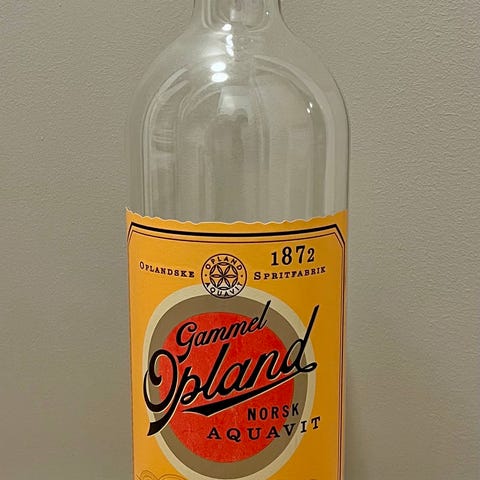 1872
OPLANDSKE SPRITFABRIK
OPLAND
AQUAVIT
Gammel
Opland
NORSK
AQUAVIT